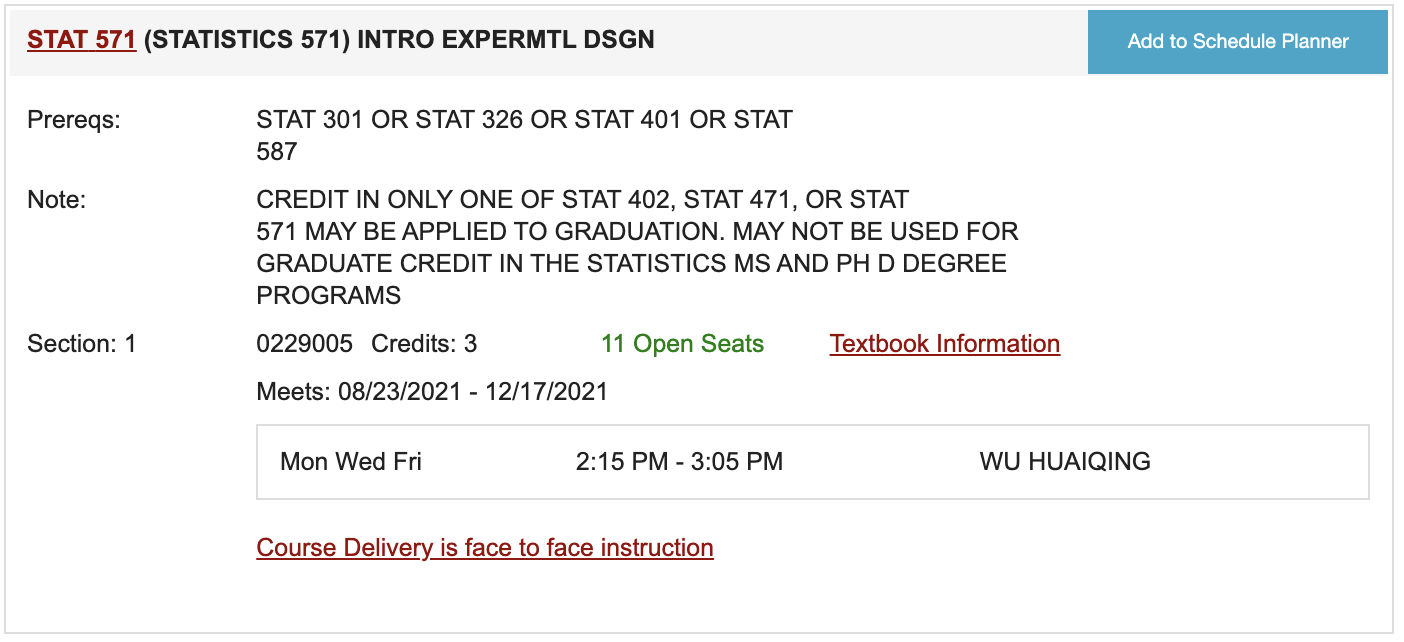 STAT 571 (STATISTICS 571) INTRO EXPERMTL DSGN
Add to Schedule Planner
Prereqs: STAT 301 OR STAT 326 OR STAT 401 OR STAT
587
Note: CREDIT IN ONLY ONE OF STAT 402, STAT 471, OR STAT
571 MAY BE APPLIED TO GRADUATION. MAY NOT BE USED FOR
GRADUATE CREDIT IN THE STATISTICS MS AND PH D DEGREE
PROGRAMS
Section: 1 0229005 Credits: 3 11 Open Seats Textbook Information
Meets: 08/23/2021 - 12/17/2021
Mon Wed Fri 2:15 PM - 3:05 PM WU HUAIQING
Course Delivery is face to face instruction